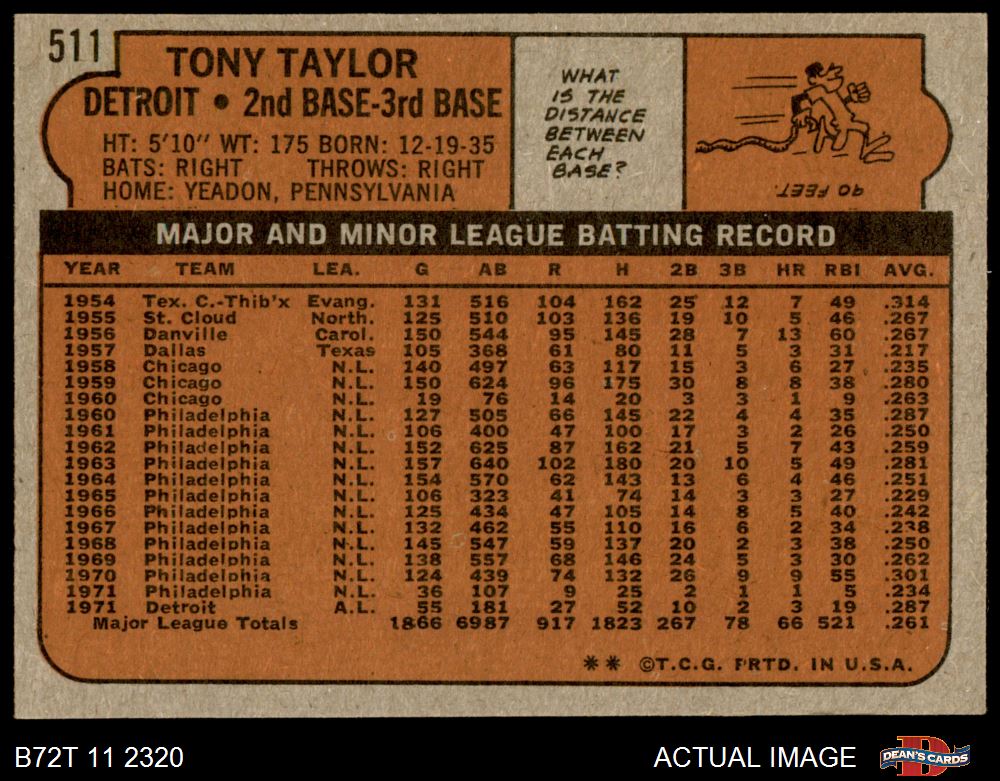 511
TONY TAYLOR
DETROIT • 2nd BASE-3rd BASE
HT: 5'10" WT: 175 BORN: 12-19-35
BATS: RIGHT THROWS: RIGHT
HOME: YEADON, PENNSYLVANIA
WHAT
IS THE
DISTANCE
BETWEEN
EACH
BASE?
90 FEET.
MAJOR AND MINOR LEAGUE BATTING RECORD
YEAR TEAM LEA. G AB R H 2B 3B HR RBI AVG.
1954 Tex. C.-Thib'x Evang. 131 516 104 162 25 12 7 49 .314
1955 St. Cloud North. 125 510 103 136 19 10 5 46 .267
1956 Danville Carol. 150 544 95 145 28 7 13 60 .267
1957 Dallas Texas 105 368 61 80 11 5 3 31 .217
1958 Chicago N.L. 140 497 63 117 15 3 6 27 .235
1959 Chicago N.L. 150 624 96 175 30 8 8 38 .280
1960 Chicago N.L. 19 76 14 20 3 3 1 9 .263
1960 Philadelphia N.L. 127 505 66 145 22 4 4 35 .287
1961 Philadelphia N.L. 106 400 47 100 17 3 2 26 .250
1962 Philadelphia N.L. 152 625 87 162 21 5 7 43 .259
1963 Philadelphia N.L. 157 640 102 180 20 10 5 49 .281
1964 Philadelphia N.L. 154 570 62 143 13 6 4 46 .251
1965 Philadelphia N.L. 106 323 41 74 14 3 3 27 .229
1966 Philadelphia N.L. 125 434 47 105 14 8 5 40 .242
1967 Philadelphia N.L. 132 462 55 110 16 6 2 34 .238
1968 Philadelphia N.L. 145 547 59 137 20 2 3 38 .250
1969 Philadelphia N.L. 138 557 68 146 24 5 3 30 .262
1970 Philadelphia N.L. 124 439 74 132 26 9 9 55 .301
1971 Philadelphia N.L. 36 107 9 25 2 1 1 5 .234
1971 Detroit A.L. 55 181 27 52 10 2 3 19 .287
Major League Totals 1866 6987 917 1823 267 78 66 521 .261
** ©T.C.G. PRTD. IN U.S.A.
B72T 11 2320 ACTUAL IMAGE DEAN'S CARDS